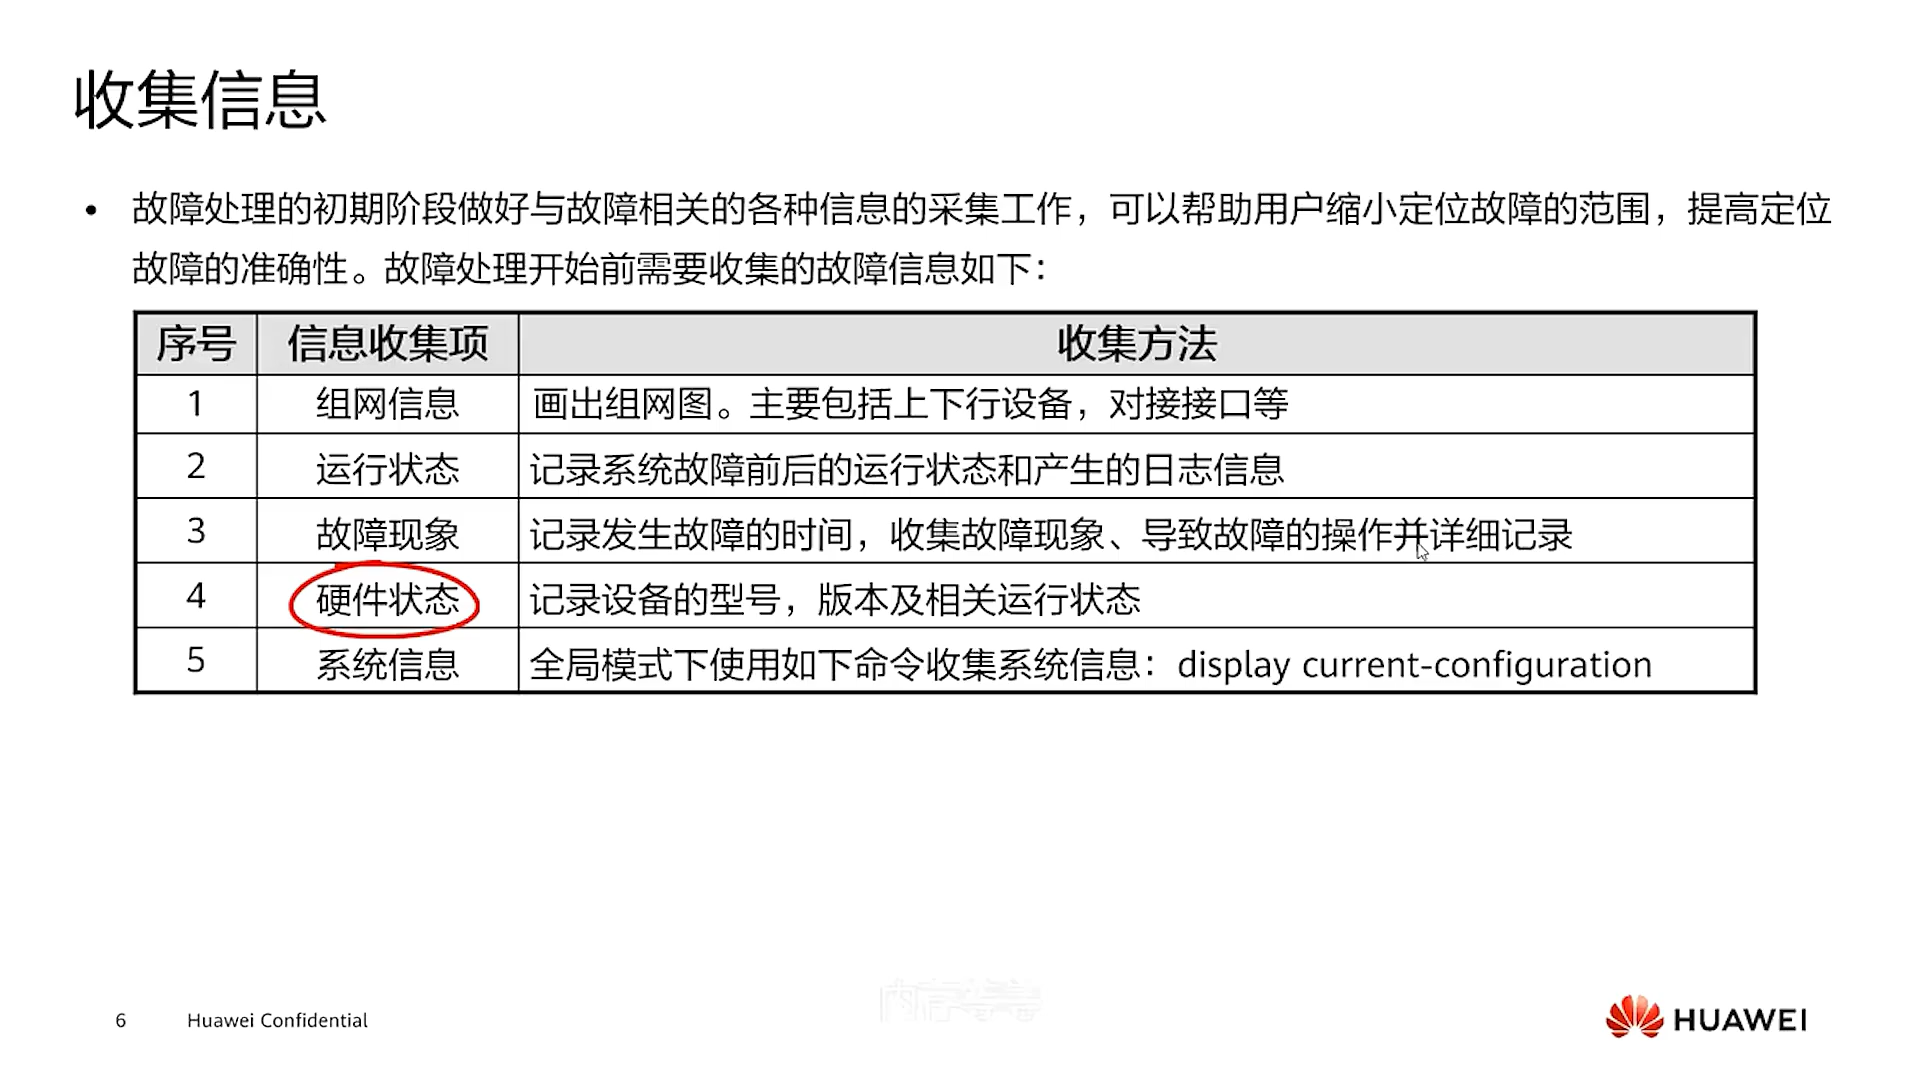 收集信息
• 故障处理的初期阶段做好与故障相关的各种信息的采集工作，可以帮助用户缩小定位故障的范围，提高定位
故障的准确性。故障处理开始前需要收集的故障信息如下：
序号 信息收集项 收集方法
1 组网信息 画出组网图。主要包括上下行设备，对接接口等
2 运行状态 记录系统故障前后的运行状态和产生的日志信息
3 故障现象 记录发生故障的时间，收集故障现象、导致故障的操作并详细记录
4 硬件状态 记录设备的型号，版本及相关运行状态
5 系统信息 全局模式下使用如下命令收集系统信息：display current-configuration
6 Huawei Confidential
HUAWEI